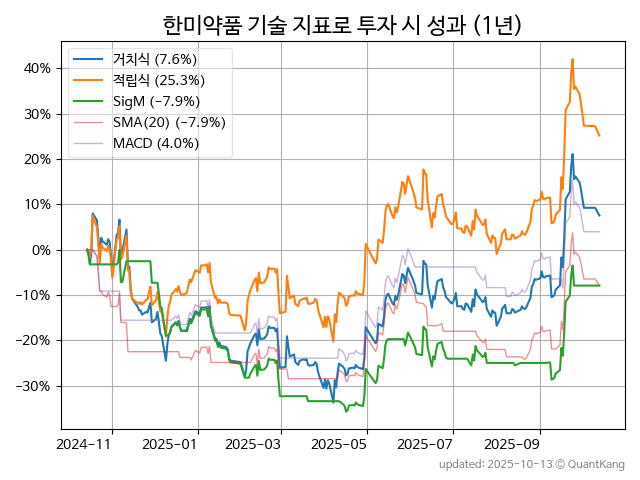 한미약품 기술 지표로 투자 시 성과 (1년)
거치식 (7.6%)
적립식 (25.3%)
SigM (−7.9%)
SMA(20) (−7.9%)
MACD (4.0%)
40%
30%
20%
10%
0%
−10%
−20%
−30%
2024-11 2025-01 2025-03 2025-05 2025-07 2025-09
updated: 2025-10-13 ⓒ QuantKang